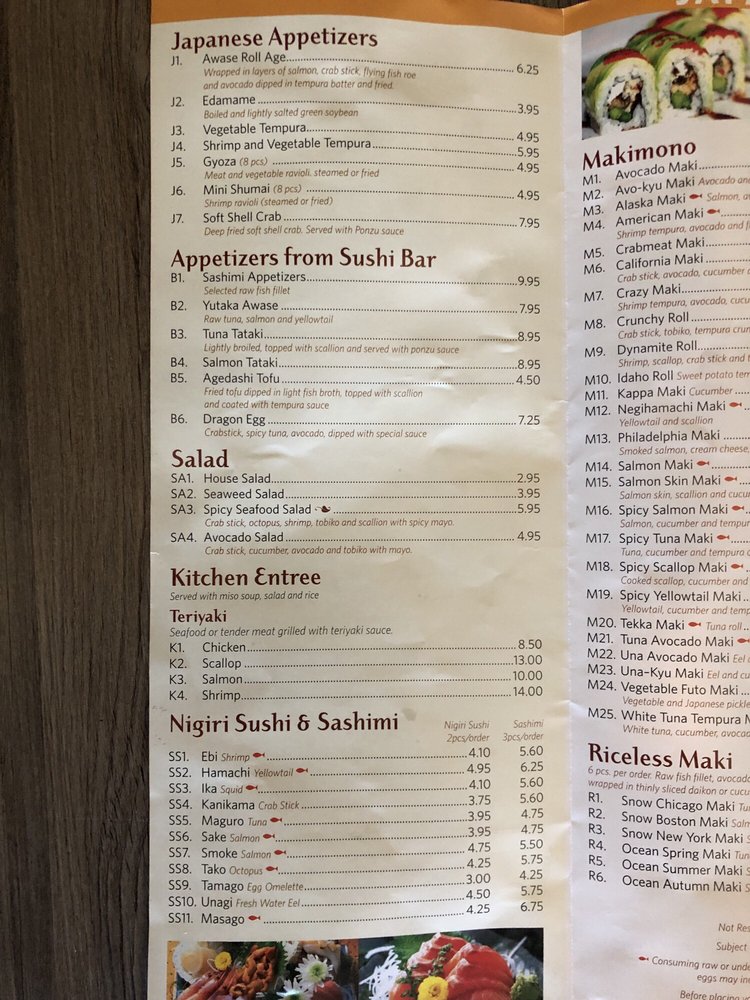 Japanese Appetizers
J1. Awase Roll Age 6.25
Wrapped in layers of salmon, crab stick, flying fish roe
and avocado dipped in tempura batter and fried.
J2. Edamame 3.95
Boiled and lightly salted green soybean
J3. Vegetable Tempura 4.95
J4. Shrimp and Vegetable Tempura 5.95
J5. Gyoza (8 pcs) 4.95
Meat and vegetable ravioli. steamed or fried
J6. Mini Shumai (8 pcs) 4.95
Shrimp ravioli (steamed or fried)
J7. Soft Shell Crab 7.95
Deep fried soft shell crab. Served with Ponzu sauce
Appetizers from Sushi Bar
B1. Sashimi Appetizers 9.95
Selected raw fish fillet
B2. Yutaka Awase 7.95
Raw tuna, salmon and yellowtail
B3. Tuna Tataki 8.95
Lightly broiled, topped with scallion and served with ponzu sauce
B4. Salmon Tataki 8.95
B5. Agedashi Tofu 4.50
Fried tofu dipped in light fish broth, topped with scallion
and coated with tempura sauce
B6. Dragon Egg 7.25
Crabstick, spicy tuna, avocado, dipped with special sauce
Salad
SA1. House Salad 2.95
SA2. Seaweed Salad 3.95
SA3. Spicy Seafood Salad 5.95
Crab stick, octopus, shrimp, tobiko and scallion with spicy mayo.
SA4. Avocado Salad 4.95
Crab stick, cucumber, avocado and tobiko with mayo.
Kitchen Entree
Served with miso soup, salad and rice
Teriyaki
Seafood or tender meat grilled with teriyaki sauce.
K1. Chicken 8.50
K2. Scallop 13.00
K3. Salmon 10.00
K4. Shrimp 14.00
Nigiri Sushi & Sashimi
Nigiri Sushi Sashimi
2pcs/order 3pcs/order
SS1. Ebi Shrimp 4.10 5.60
SS2. Hamachi Yellowtail 4.95 6.25
SS3. Ika Squid 4.10 5.60
SS4. Kanikama Crab Stick 3.75 5.60
SS5. Maguro Tuna 3.95 4.75
SS6. Sake Salmon 3.95 4.75
SS7. Smoke Salmon 4.75 5.50
SS8. Tako Octopus 4.25 5.75
SS9. Tamago Egg Omelette 3.00 4.25
SS10. Unagi Fresh Water Eel 4.50 5.75
SS11. Masago 4.25 6.75
Makimono
M1. Avocado Maki
M2. Avo-kyu Maki Avocado
M3. Alaska Maki Salmon,
M4. American Maki
Shrimp tempura, avocado and
M5. Crabmeat Maki
M6. California Maki
Crab stick, avocado, cucumber
M7. Crazy Maki
Shrimp tempura, avocado,
M8. Crunchy Roll
Crab stick, tobiko, tempura
M9. Dynamite Roll
Shrimp, scallop, crab stick and
M10. Idaho Roll Sweet potato
M11. Kappa Maki Cucumber
M12. Negihamachi Maki
Yellowtail and scallion
M13. Philadelphia Maki
Smoked salmon, cream cheese,
M14. Salmon Maki
M15. Salmon Skin Maki
Salmon skin, scallion and
M16. Spicy Salmon Maki
Salmon, cucumber and
M17. Spicy Tuna Maki
Tuna, cucumber and tempura
M18. Spicy Scallop Maki
Cooked scallop, cucumber and
M19. Spicy Yellowtail Maki
Yellowtail, cucumber and
M20. Tekka Maki Tuna roll
M21. Tuna Avocado Maki
M22. Una Avocado Maki Eel
M23. Una-Kyu Maki Eel and
M24. Vegetable Futo Maki
Vegetable and Japanese
M25. White Tuna Tempura
White tuna, cucumber,
Riceless Maki
6 pcs. per order. Raw fish fillet,
wrapped in thinly sliced daikon or
R1. Snow Chicago Maki
R2. Snow Boston Maki
R3. Snow New York Maki
R4. Ocean Spring Maki
R5. Ocean Summer Maki
R6. Ocean Autumn Maki
Not
Subject
Consuming raw or
eggs may
Before